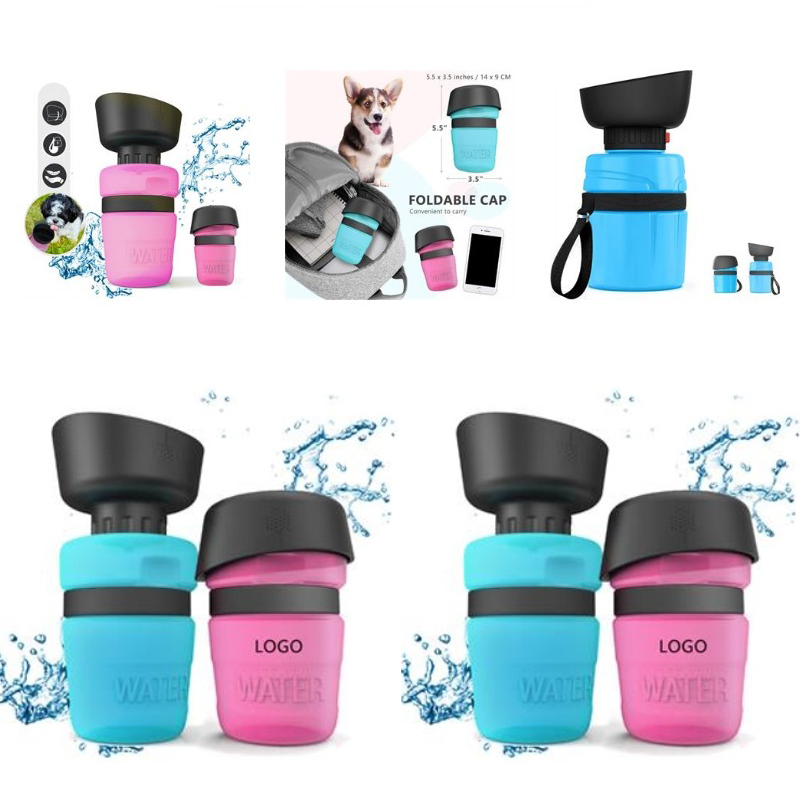 5.5 x 3.5 inches / 14 x 9 CM
WATER
5.5"
WATER
3.5"
FOLDABLE CAP
Convenient to carry
LOGO
LOGO
WATER
WATER
WATER
WATER